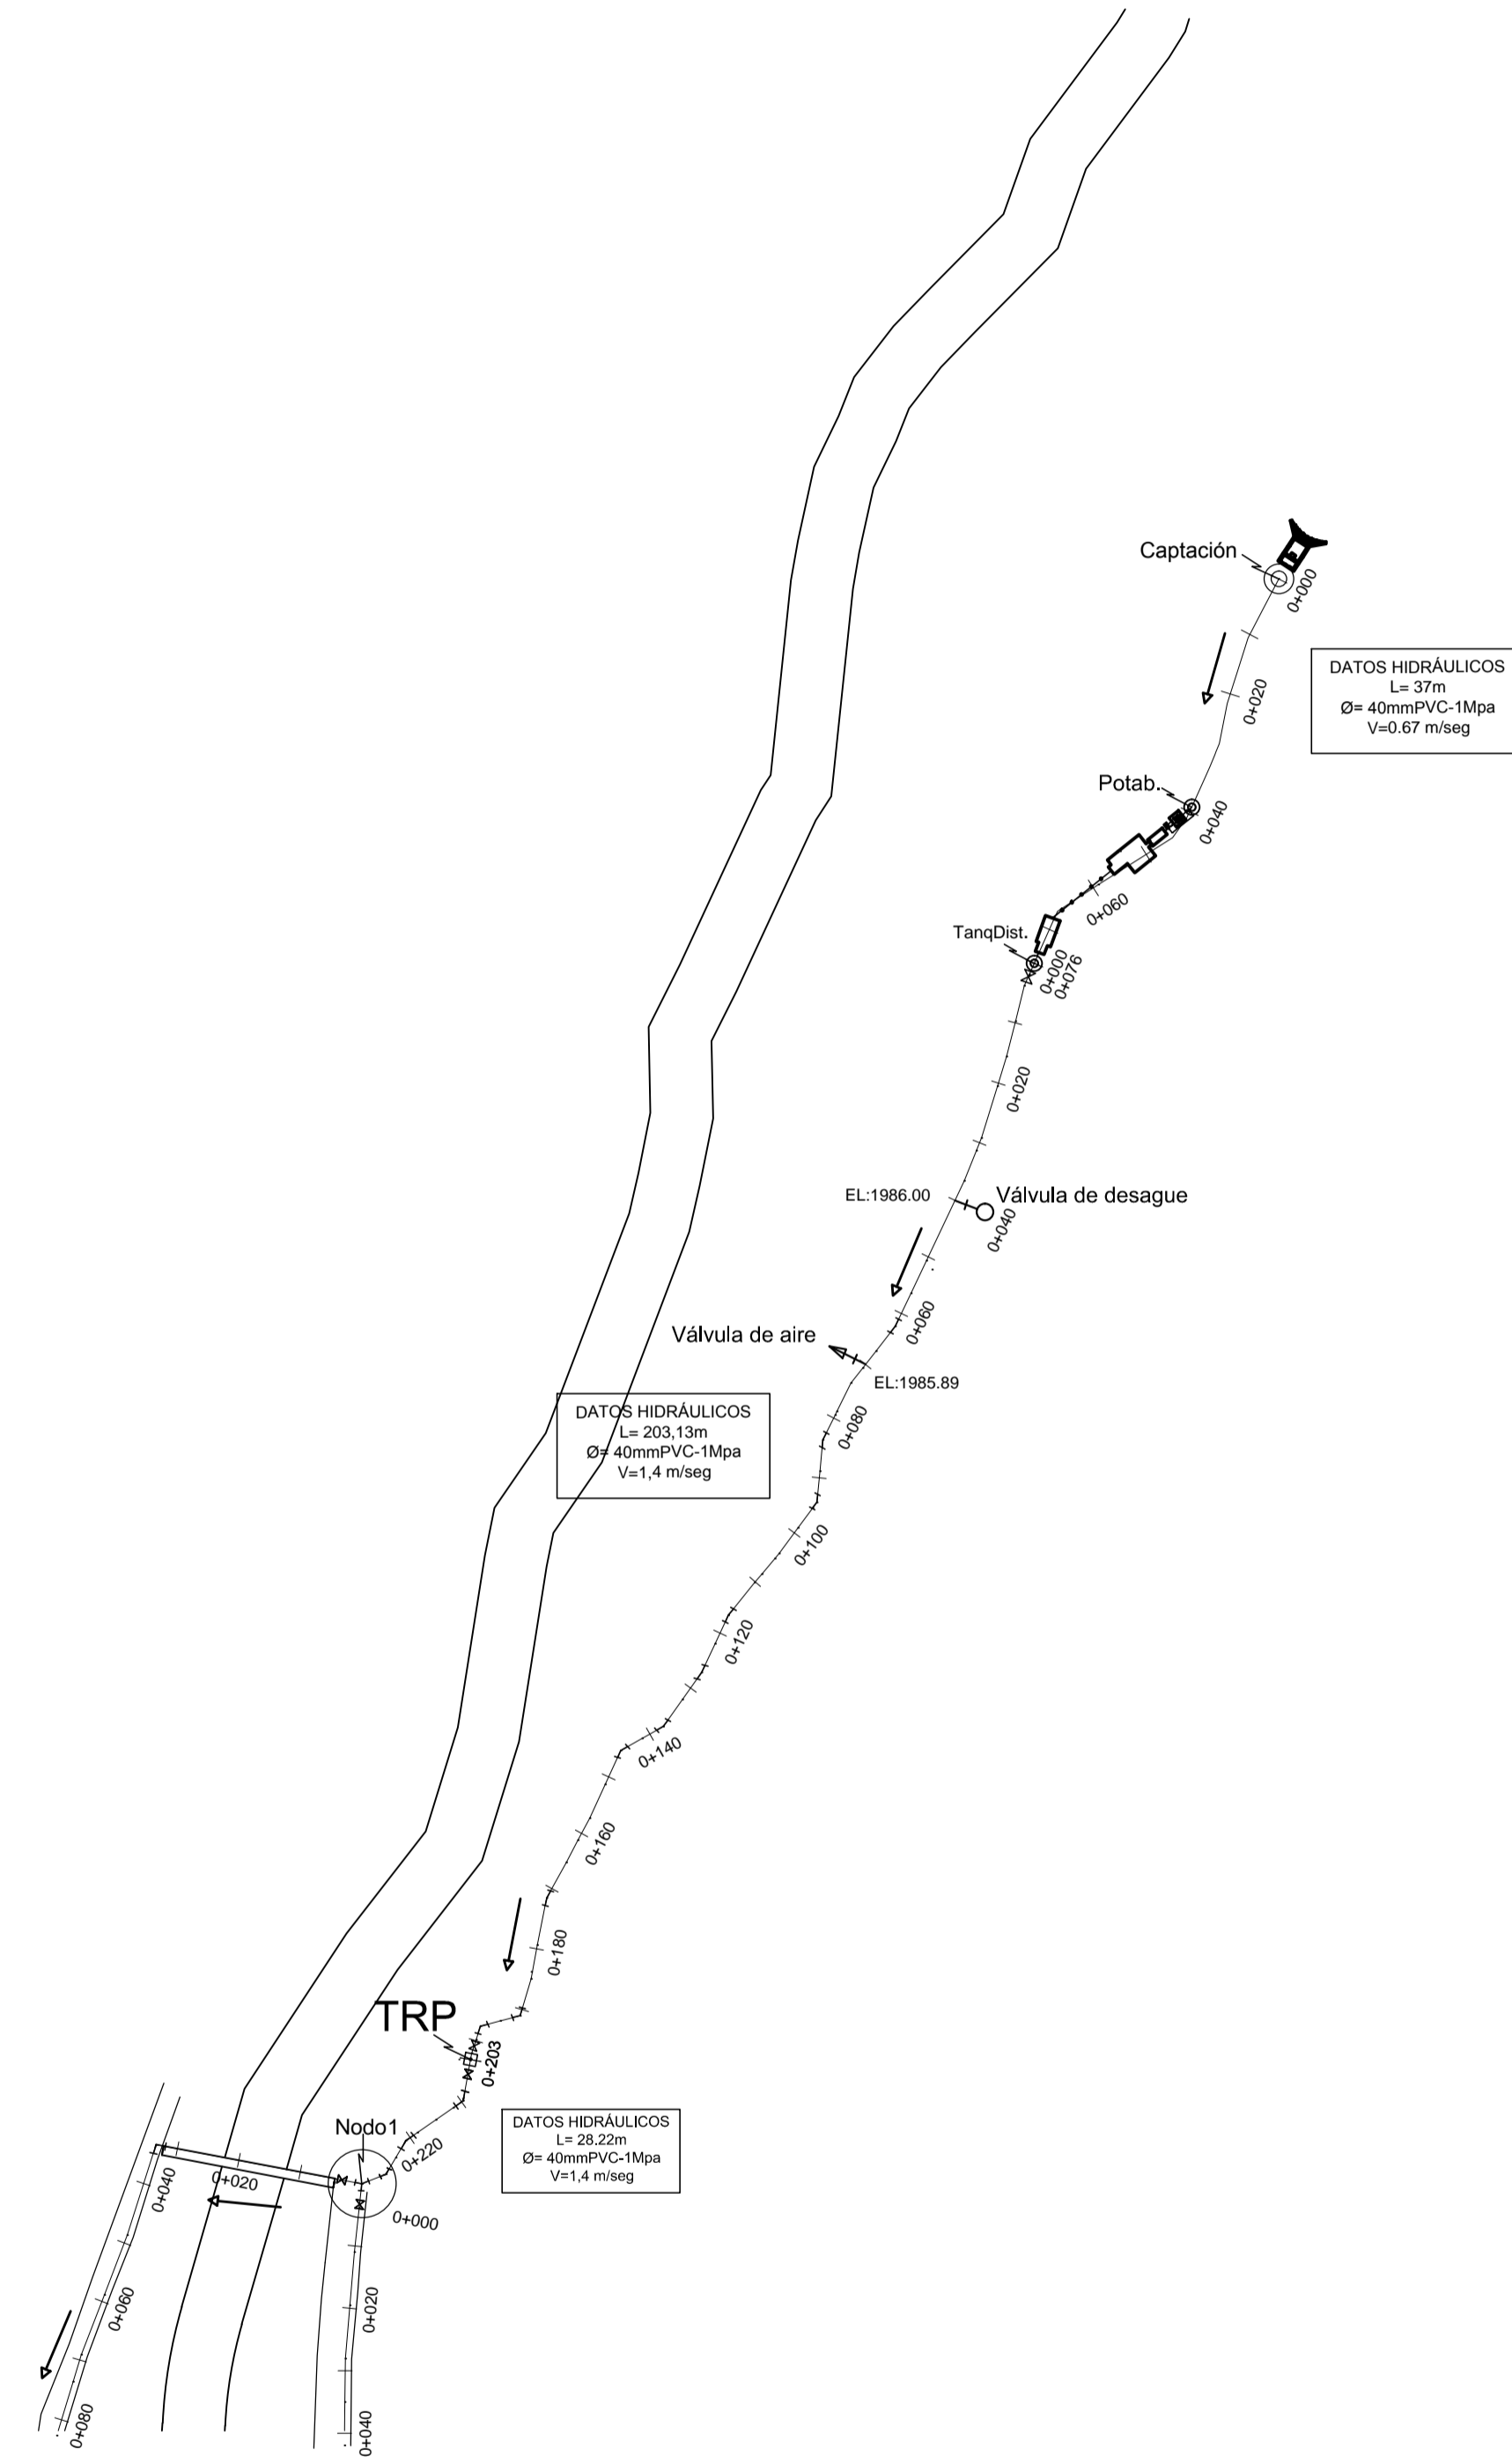 Captación
0+000
DATOS HIDRÁULICOS
L= 37m
Ø= 40mmPVC-1Mpa
V=0.67 m/seg
0+020
Potab.
0+040
0+060
TanqDist.
0+000
0+076
0+020
EL:1986.00
Válvula de desague
0+040
0+060
Válvula de aire
EL:1985.89
DATOS HIDRÁULICOS
L= 203,13m
Ø= 40mmPVC-1Mpa
V=1,4 m/seg
0+080
0+100
0+120
0+140
0+160
0+180
TRP
0+203
DATOS HIDRÁULICOS
L= 28.22m
Ø= 40mmPVC-1Mpa
V=1,4 m/seg
Nodo1
0+220
0+020
0+040
0+000
0+060
0+020
0+080
0+040